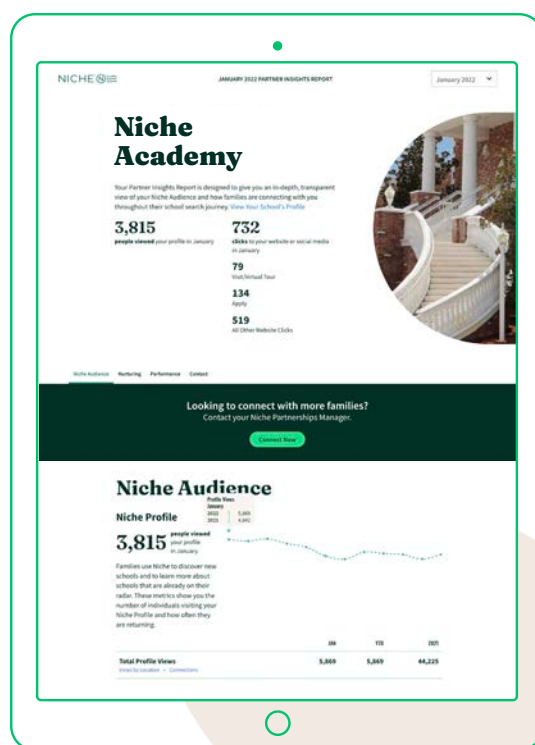 NICHE
JANUARY 2022 PARTNER INSIGHTS REPORT
January 2022
Niche
Academy
Your Partner Insights Report is designed to give you an in-depth, transparent
view of your Niche Audience and how families are connecting with you
throughout their school search journey. View Your School's Profile
3,815
people viewed your profile in January
732
clicks to your website or social media
in January
79
Visit/Virtual Tour
134
Apply
519
All Other Website Clicks
Niche Audience Nurturing Performance Contact
Looking to connect with more families?
Contact your Niche Partnerships Manager.
Connect Now
Niche Audience
Profile Views
January
2022 5,869
2021
Niche Profile
3,815 people viewed
your profile
in January
Families use Niche to discover new
schools and to learn more about
schools that are already on their
radar. These metrics show you the
number of individuals visiting your
Niche Profile and how often they
are returning.
JAN YTD 2021
Total Profile Views 5,869 5,869 44,225
Views by Location • Connections